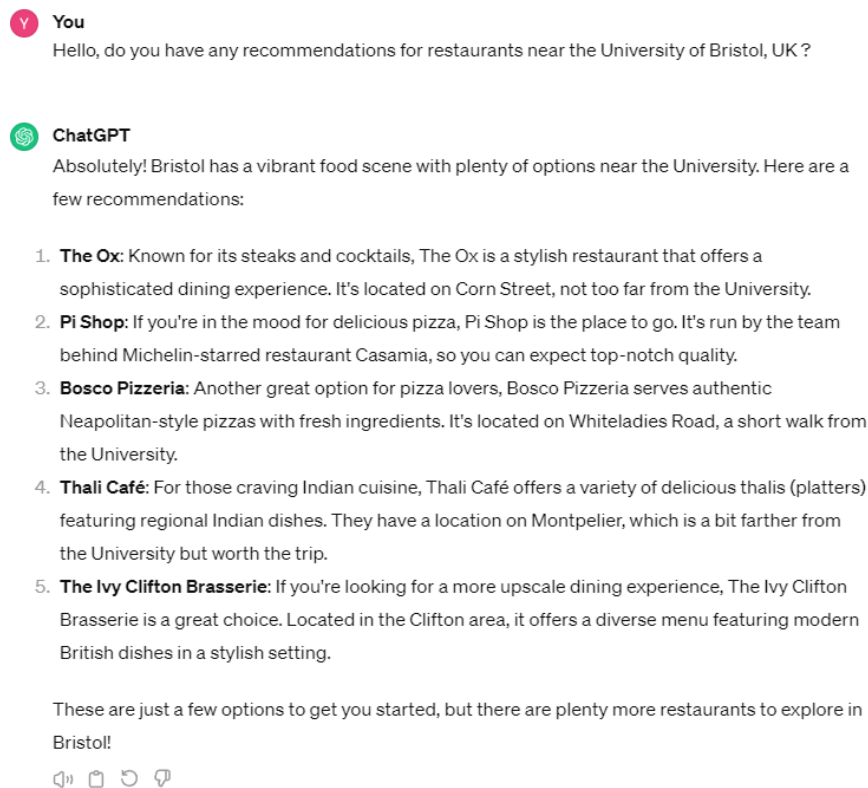 Y
You
Hello, do you have any recommendations for restaurants near the University of Bristol, UK ?
ChatGPT
Absolutely! Bristol has a vibrant food scene with plenty of options near the University. Here are a
few recommendations:
1. The Ox: Known for its steaks and cocktails, The Ox is a stylish restaurant that offers a
sophisticated dining experience. It's located on Corn Street, not too far from the University.
2. Pi Shop: If you're in the mood for delicious pizza, Pi Shop is the place to go. It's run by the team
behind Michelin-starred restaurant Casamia, so you can expect top-notch quality.
3. Bosco Pizzeria: Another great option for pizza lovers, Bosco Pizzeria serves authentic
Neapolitan-style pizzas with fresh ingredients. It's located on Whiteladies Road, a short walk from
the University.
4. Thali Café: For those craving Indian cuisine, Thali Café offers a variety of delicious thalis (platters)
featuring regional Indian dishes. They have a location on Montpelier, which is a bit farther from
the University but worth the trip.
5. The Ivy Clifton Brasserie: If you're looking for a more upscale dining experience, The Ivy Clifton
Brasserie is a great choice. Located in the Clifton area, it offers a diverse menu featuring modern
British dishes in a stylish setting.
These are just a few options to get you started, but there are plenty more restaurants to explore in
Bristol!